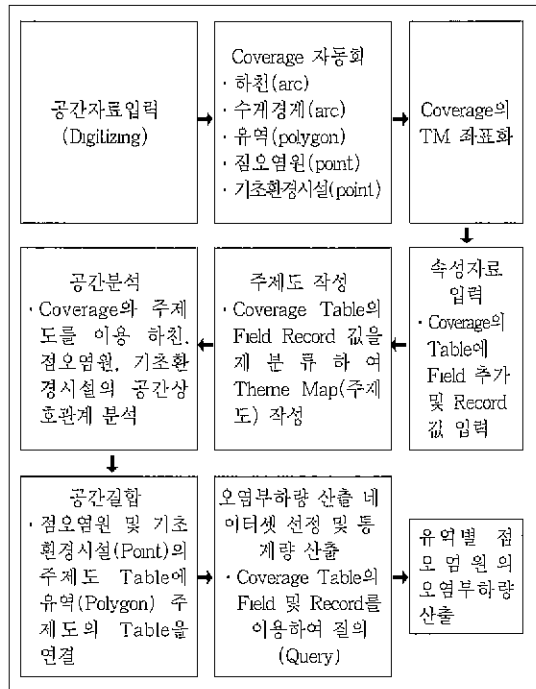 공간자료입력
(Digitizing)
Coverage 자동화
· 하천(arc)
· 수계경계(arc)
· 유역(polygon)
· 점오염원(point)
· 기초환경시설(point)
Coverage의
TM 좌표화
공간분석
· Coverage와 주제
도를 이용 하천,
점오염원, 기초환
경시설의 공간상
호관계 분석
주제도 작성
· Coverage Table의
Field Record 값을
재 분 류 하 여
Theme Map(주제
도) 작성
속성자료
입력
· Coverage의
Table에
Field 추가
및 Record
값 입력
공간결합
· 점오염원 및 기초
환경시설(Point)의
주제도 Table에
유역(Polygon) 주
제도의 Table을
연결
오염부하량 산출 데
이터셋 선정 및 통
계량 산출
· Coverage Table의
Field 및 Record를
이용하여 질의
(Query)
유역별 점
오염원의
오염부하량
산출